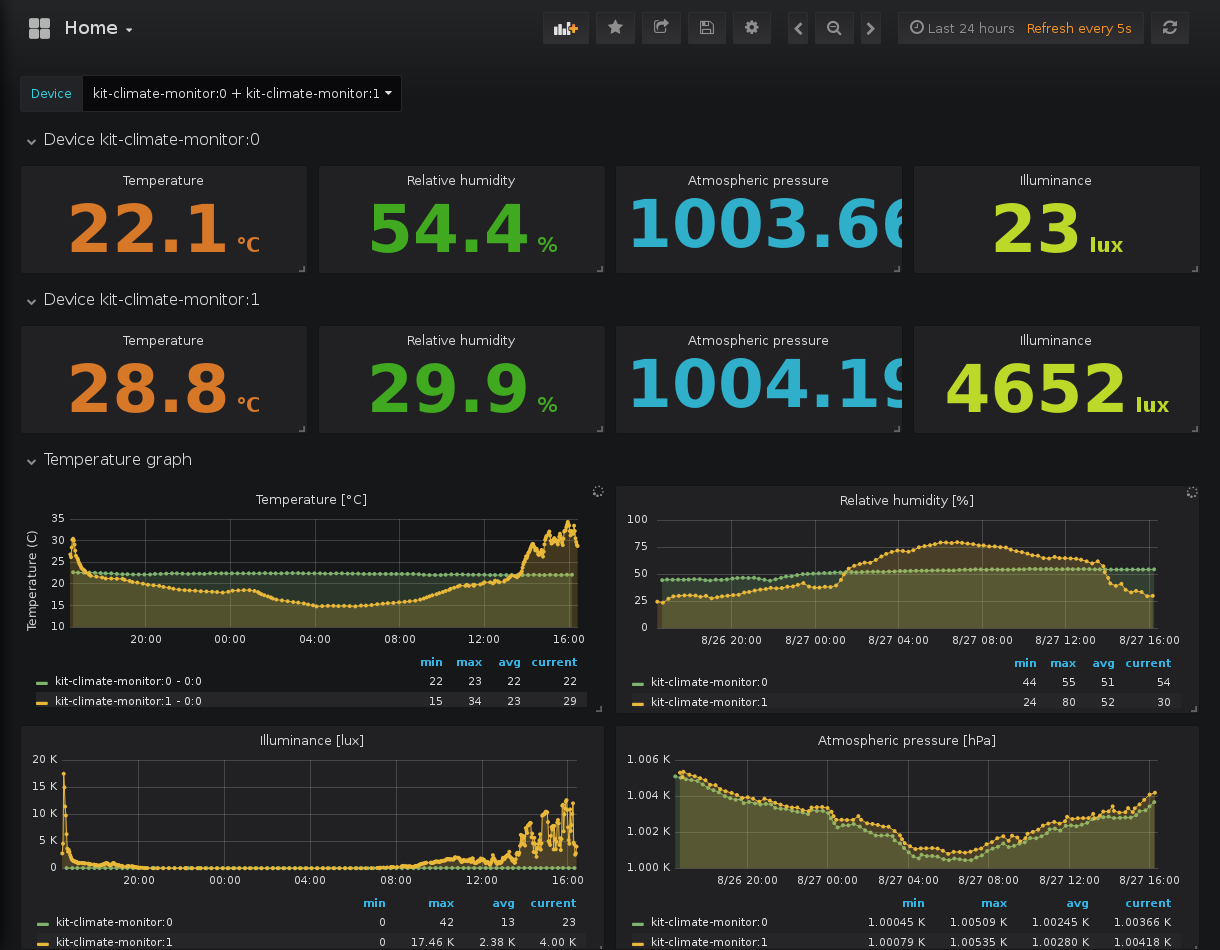 Home
Last 24 hours Refresh every 5s
Device kit-climate-monitor:0 + kit-climate-monitor:1
Device kit-climate-monitor:0
Temperature Relative humidity Atmospheric pressure Illuminance
22.1 °C 54.4 % 1003.66 23 lux
Device kit-climate-monitor:1
Temperature Relative humidity Atmospheric pressure Illuminance
28.8 °C 29.9 % 1004.19 4652 lux
Temperature graph
Temperature [°C]
Temperature (C)
35
30
25
20
15
10
20:00 00:00 04:00 08:00 12:00 16:00
min max avg current
kit-climate-monitor:0 - 0:0 22 23 22 22
kit-climate-monitor:1 - 0:0 15 34 23 29
Relative humidity [%]
100
75
50
25
0
8/26 20:00 8/27 00:00 8/27 04:00 8/27 08:00 8/27 12:00 8/27 16:00
min max avg current
kit-climate-monitor:0 44 55 51 54
kit-climate-monitor:1 24 80 52 30
Illuminance [lux]
20 K
15 K
10 K
5 K
0
20:00 00:00 04:00 08:00 12:00 16:00
min max avg current
kit-climate-monitor:0 0 42 13 23
kit-climate-monitor:1 0 17.46 K 2.38 K 4.00 K
Atmospheric pressure [hPa]
1.006 K
1.004 K
1.002 K
1.000 K
8/26 20:00 8/27 00:00 8/27 04:00 8/27 08:00 8/27 12:00 8/27 16:00
min max avg current
kit-climate-monitor:0 1.00045 K 1.00509 K 1.00245 K 1.00366 K
kit-climate-monitor:1 1.00079 K 1.00535 K 1.00280 K 1.00418 K